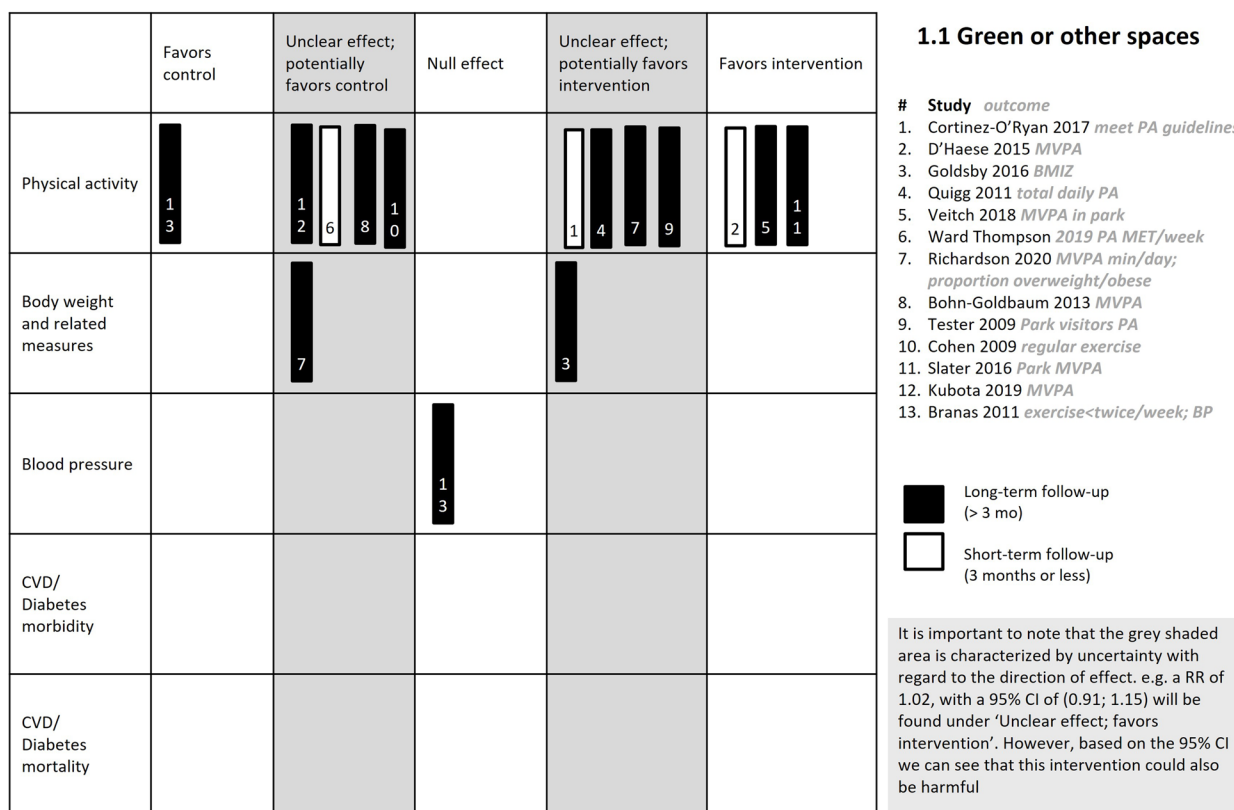 Favors
control
Unclear effect;
potentially
favors control
Null effect
Unclear effect;
potentially favors
intervention
Favors intervention
Physical activity
1
3
1
2
6
8
1
0
1
4
7
9
2
5
1
1
Body weight
and related
measures
7
3
Blood pressure
1
3
CVD/
Diabetes
morbidity
CVD/
Diabetes
mortality
1.1 Green or other spaces
# Study outcome
1. Cortinez-O'Ryan 2017 meet PA guidelines
2. D'Haese 2015 MVPA
3. Goldsby 2016 BMIZ
4. Quigg 2011 total daily PA
5. Veitch 2018 MVPA in park
6. Ward Thompson 2019 PA MET/week
7. Richardson 2020 MVPA min/day;
proportion overweight/obese
8. Bohn-Goldbaum 2013 MVPA
9. Tester 2009 Park visitors PA
10. Cohen 2009 regular exercise
11. Slater 2016 Park MVPA
12. Kubota 2019 MVPA
13. Branas 2011 exercise<twice/week; BP
Long-term follow-up
(> 3 mo)
Short-term follow-up
(3 months or less)
It is important to note that the grey shaded
area is characterized by uncertainty with
regard to the direction of effect. e.g. a RR of
1.02, with a 95% CI of (0.91; 1.15) will be
found under 'Unclear effect; favors
intervention'. However, based on the 95% CI
we can see that this intervention could also
be harmful